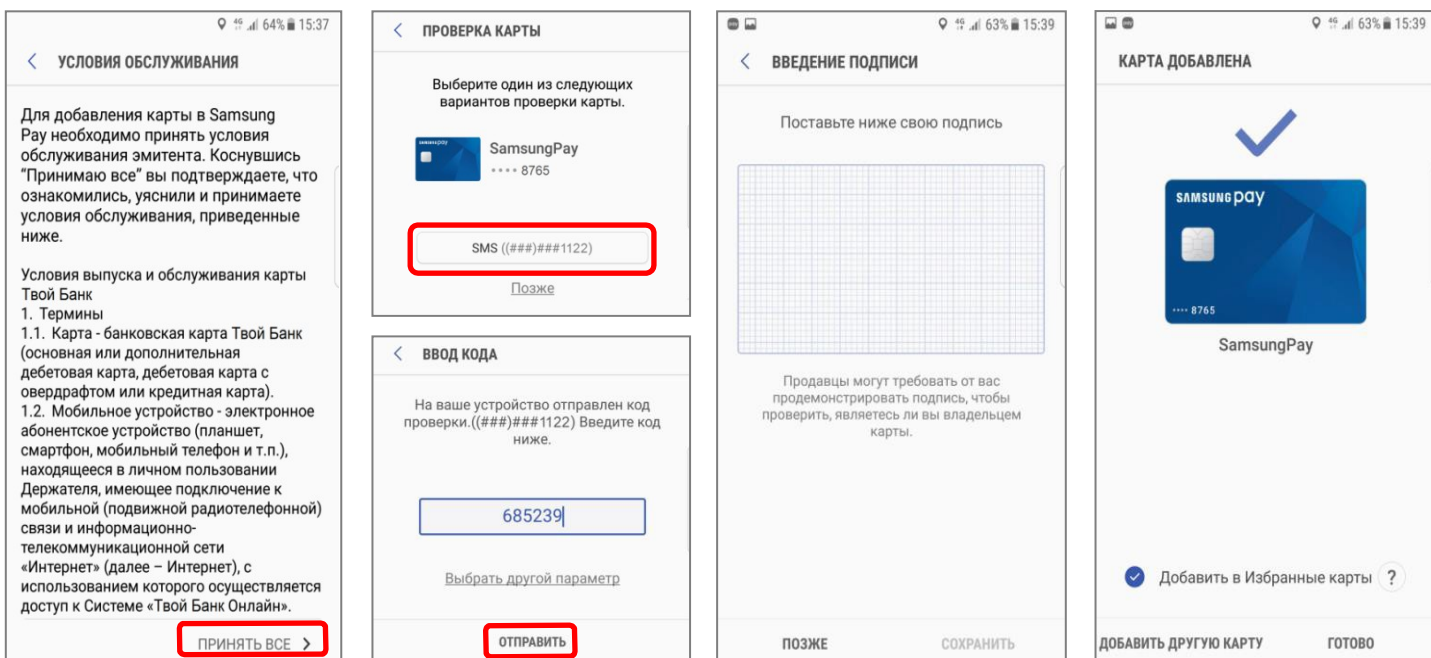 64% 15:37
УСЛОВИЯ ОБСЛУЖИВАНИЯ
Для добавления карты в Samsung
Pay необходимо принять условия
обслуживания эмитента. Коснувшись
“Принимаю все” вы подтверждаете, что
ознакомились, уяснили и принимаете
условия обслуживания, приведенные
ниже.
Условия выпуска и обслуживания карты
Твой Банк
1. Термины
1.1. Карта - банковская карта Твой Банк
(основная или дополнительная
дебетовая карта, дебетовая карта с
овердрафтом или кредитная карта).
1.2. Мобильное устройство - электронное
абонентское устройство (планшет,
смартфон, мобильный телефон и т.п.),
находящееся в личном пользовании
Держателя, имеющее подключение к
мобильной (подвижной радиотелефонной)
связи и информационно-
телекоммуникационной сети
«Интернет» (далее – Интернет), с
использованием которого осуществляется
доступ к Системе «Твой Банк Онлайн».
ПРИНЯТЬ ВСЕ
ПРОВЕРКА КАРТЫ
Выберите один из следующих
вариантов проверки карты.
SAMSUNG pay
SamsungPay
•••• 8765
SMS ((###)###1122)
Позже
ВВОД КОДА
На ваше устройство отправлен код
проверки.((###)###1122) Введите код
ниже.
685239
Выбрать другой параметр
ОТПРАВИТЬ
4G 63% 15:39
ВВЕДЕНИЕ ПОДПИСИ
Поставьте ниже свою подпись
Продавцы могут требовать от вас
продемонстрировать подпись, чтобы
проверить, являетесь ли вы владельцем
карты.
ПОЗЖЕ
СОХРАНИТЬ
4G 63% 15:39
КАРТА ДОБАВЛЕНА
SAMSUNG pay
•••• 8765
SamsungPay
Добавить в Избранные карты ?
ДОБАВИТЬ ДРУГУЮ КАРТУ
ГОТОВО